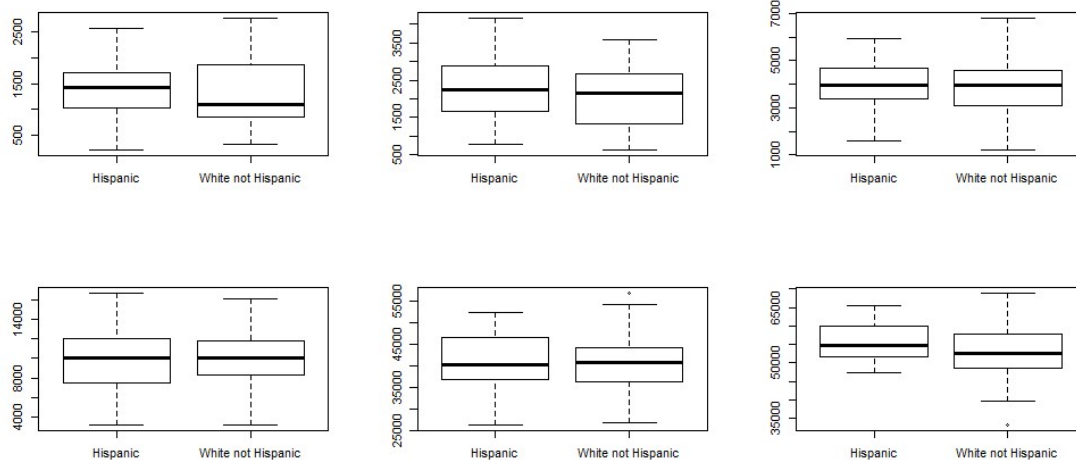 500 1500 2500
Hispanic White not Hispanic
500 1500 2500 3500
Hispanic White not Hispanic
1000 3000 5000 7000
Hispanic White not Hispanic
4000 8000 14000
Hispanic White not Hispanic
25000 35000 45000 55000
Hispanic White not Hispanic
35000 50000 65000
Hispanic White not Hispanic